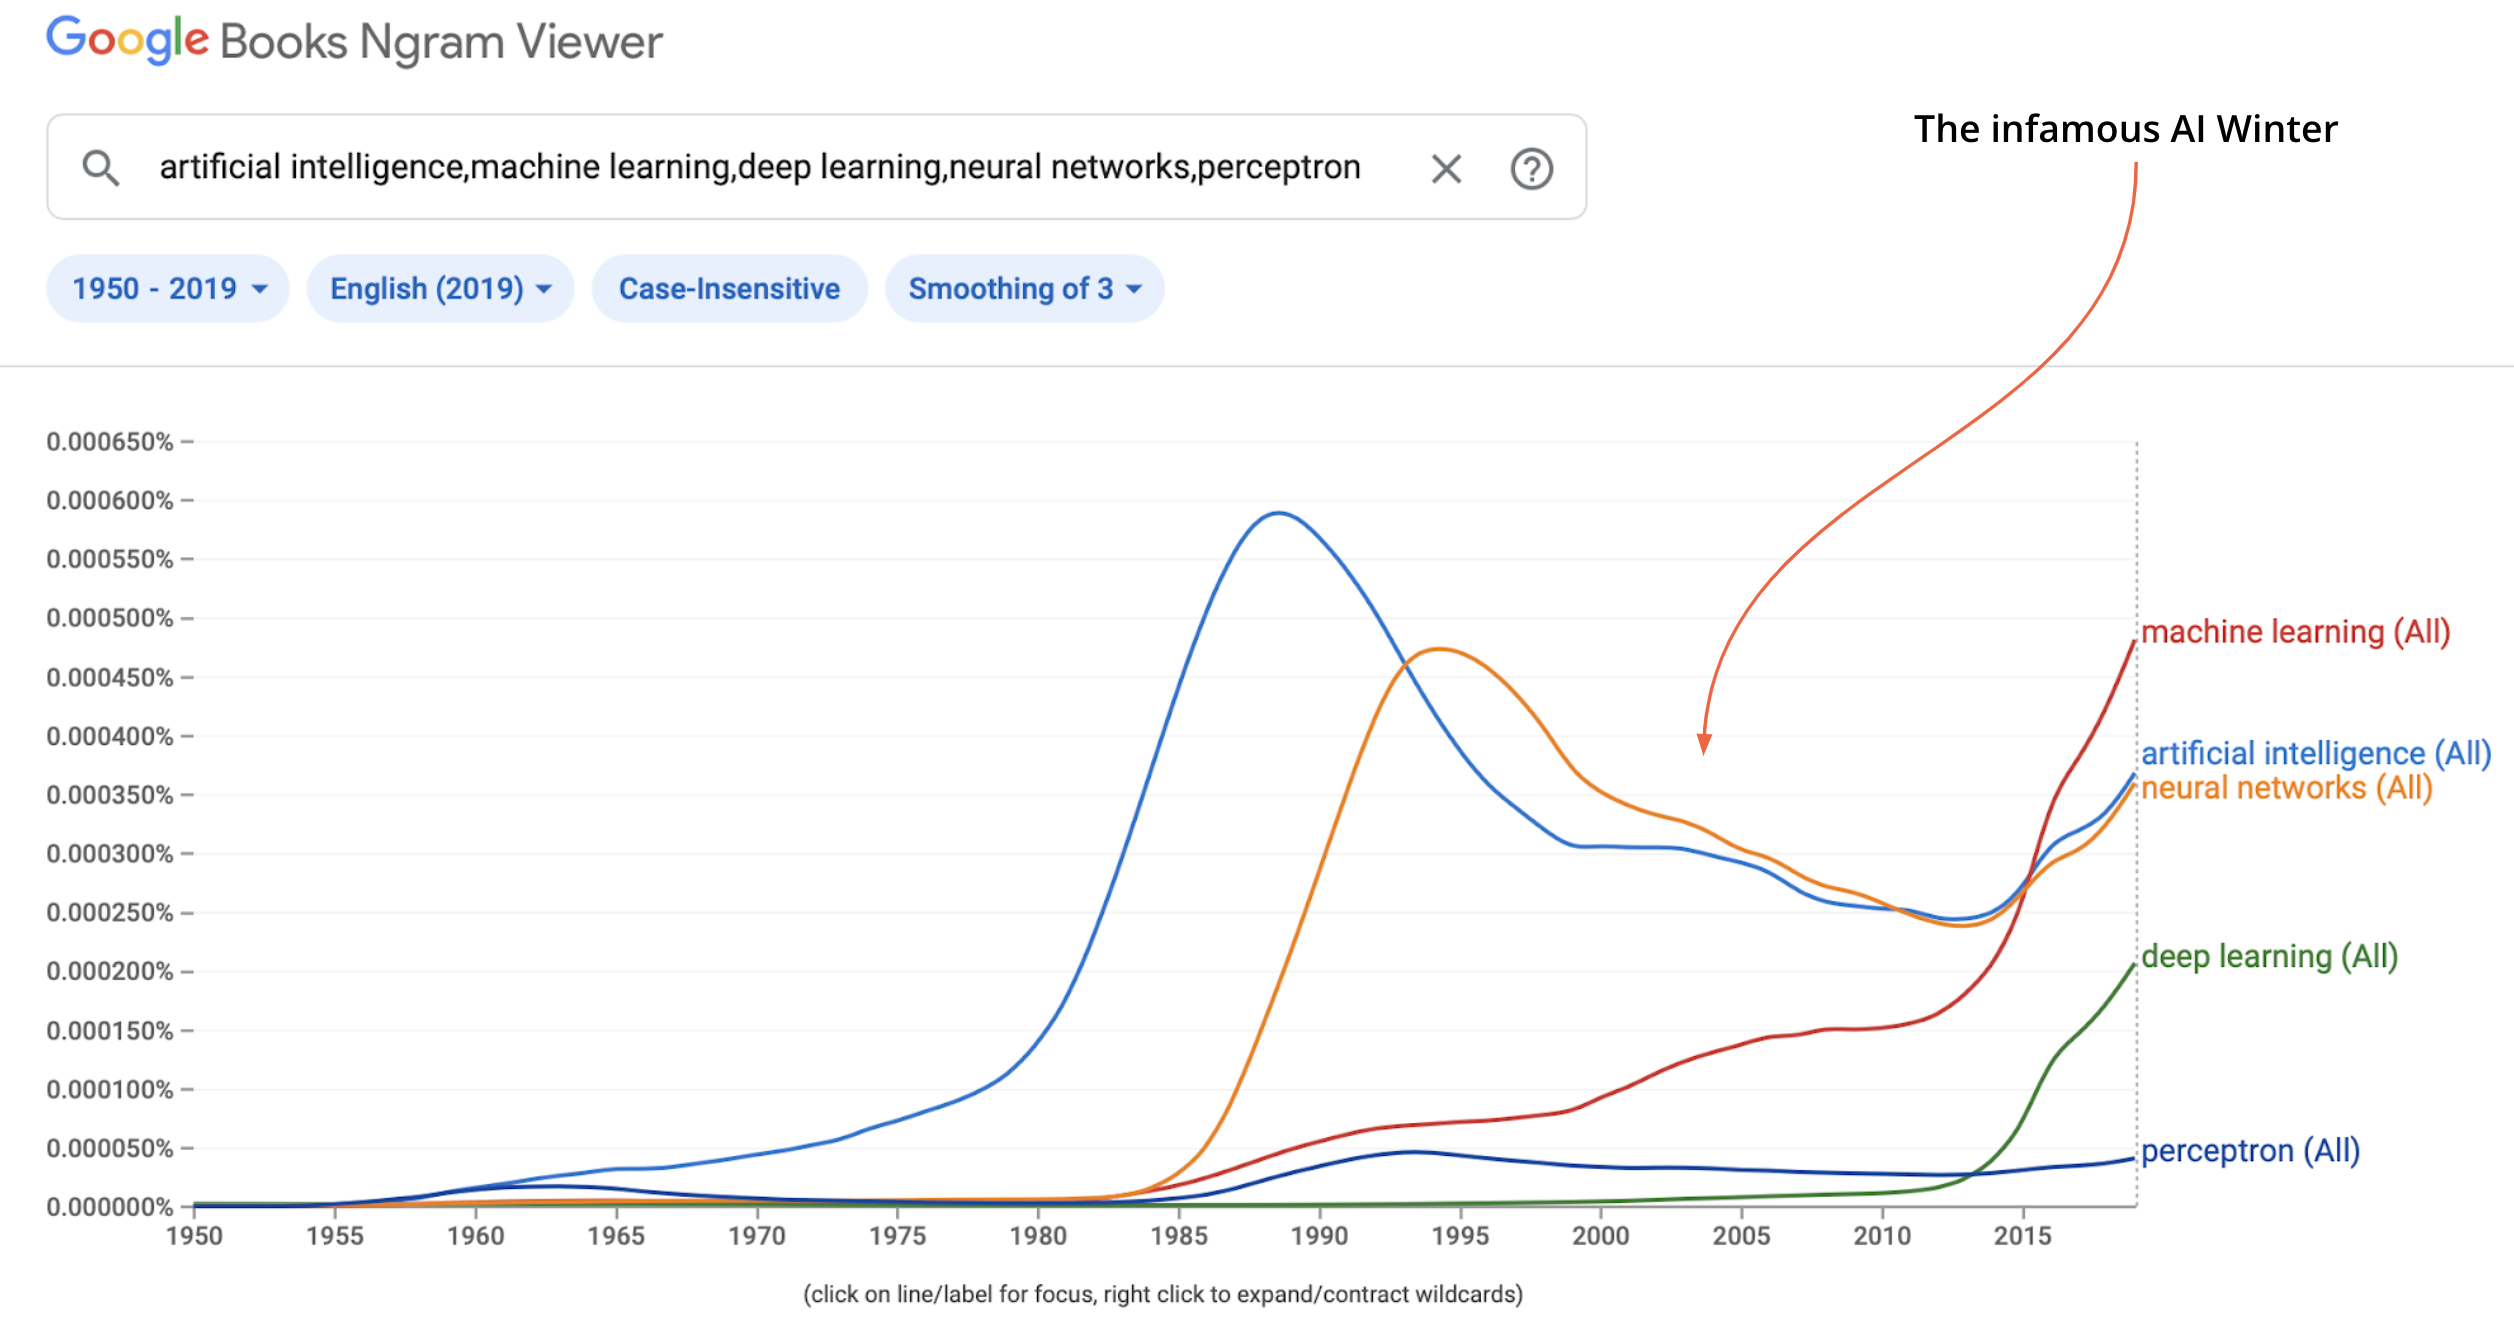 Google Books Ngram Viewer
The infamous AI Winter
artificial intelligence,machine learning,deep learning,neural networks,perceptron
1950 - 2019
English (2019)
Case-Insensitive
Smoothing of 3
0.000650%
0.000600%
0.000550%
0.000500%
0.000450%
0.000400%
0.000350%
0.000300%
0.000250%
0.000200%
0.000150%
0.000100%
0.000050%
0.000000%
machine learning (All)
artificial intelligence (All)
neural networks (All)
deep learning (All)
perceptron (All)
1950 1955 1960 1965 1970 1975 1980 1985 1990 1995 2000 2005 2010 2015
(click on line/label for focus, right click to expand/contract wildcards)